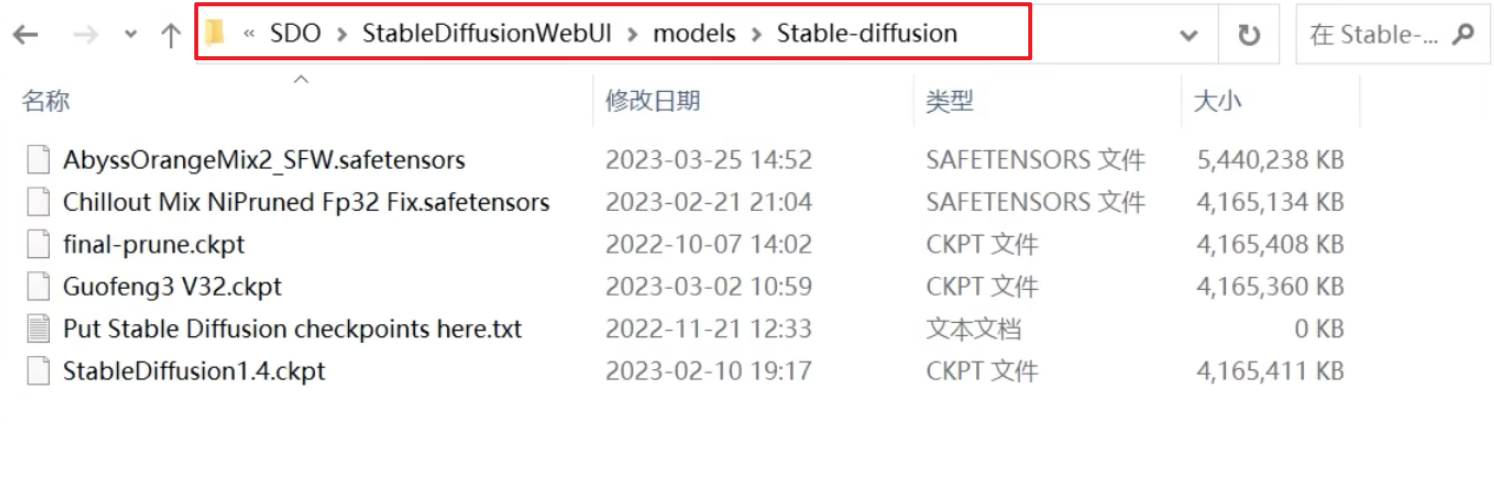 « SDO › StableDiffusionWebUI › models › Stable-diffusion 在 Stable-...
名称 修改日期 类型 大小
AbyssOrangeMix2_SFW.safetensors 2023-03-25 14:52 SAFETENSORS 文件 5,440,238 KB
Chillout Mix NiPruned Fp32 Fix.safetensors 2023-02-21 21:04 SAFETENSORS 文件 4,165,134 KB
final-prune.ckpt 2022-10-07 14:02 CKPT 文件 4,165,408 KB
Guofeng3 V32.ckpt 2023-03-02 10:59 CKPT 文件 4,165,360 KB
Put Stable Diffusion checkpoints here.txt 2022-11-21 12:33 文本文档 0 KB
StableDiffusion1.4.ckpt 2023-02-10 19:17 CKPT 文件 4,165,411 KB